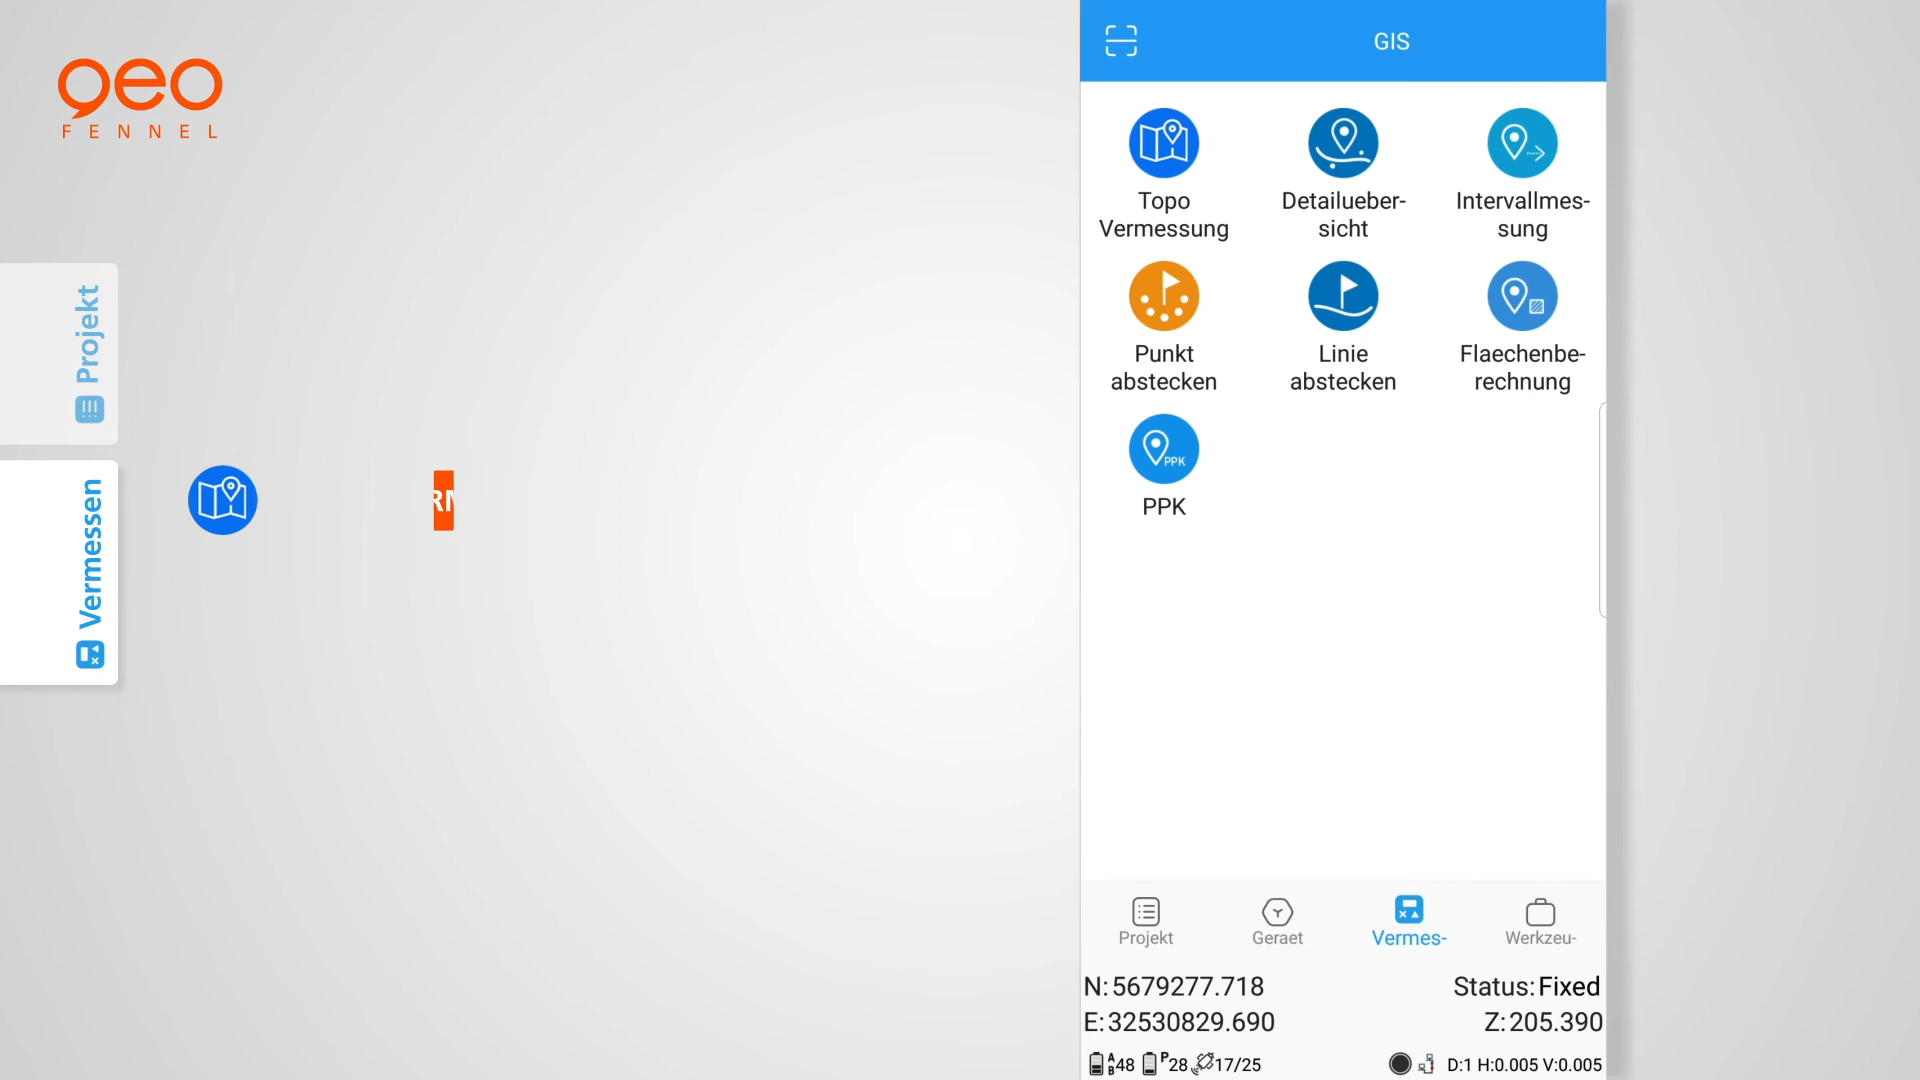 geo
FENNEL
Projekt
Vermessen
RM
GIS
Topo
Vermessung
Detailueber-
sicht
Intervallmes-
sung
Punkt
abstecken
Linie
abstecken
Flaechenbe-
rechnung
PPK
PPK
Projekt
Geraet
Vermes-
Werkzeu-
N:5679277.718
Status:Fixed
E:32530829.690
Z:205.390
A
B 48 P 28 17/25
D:1 H:0.005 V:0.005